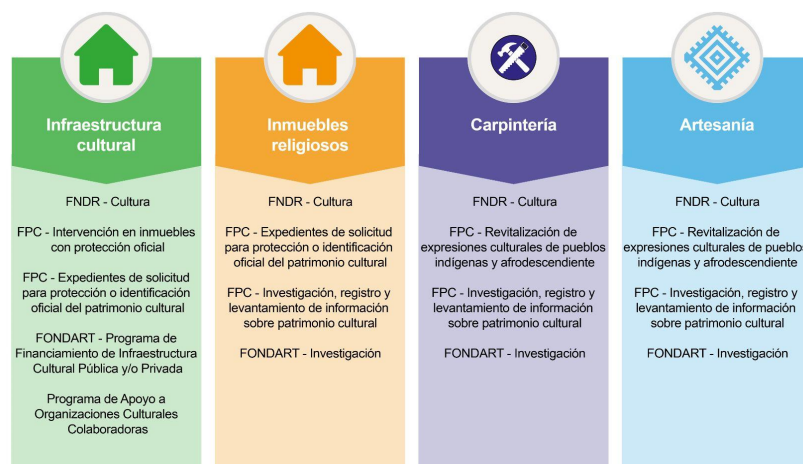 Infraestructura
cultural
FNDR - Cultura
FPC - Intervención en inmuebles
con protección oficial
FPC - Expedientes de solicitud
para protección o identificación
oficial del patrimonio cultural
FONDART - Programa de
Financiamiento de Infraestructura
Cultural Pública y/o Privada
Programa de Apoyo a
Organizaciones Culturales
Colaboradoras
Inmuebles
religiosos
FNDR - Cultura
FPC - Expedientes de solicitud
para protección o identificación
oficial del patrimonio cultural
FPC - Investigación, registro y
levantamiento de información
sobre patrimonio cultural
FONDART - Investigación
Carpintería
FNDR - Cultura
FPC - Revitalización de
expresiones culturales de pueblos
indígenas y afrodescendiente
FPC - Investigación, registro y
levantamiento de información
sobre patrimonio cultural
FONDART - Investigación
Artesanía
FNDR - Cultura
FPC - Revitalización de
expresiones culturales de pueblos
indígenas y afrodescendiente
FPC - Investigación, registro y
levantamiento de información
sobre patrimonio cultural
FONDART - Investigación